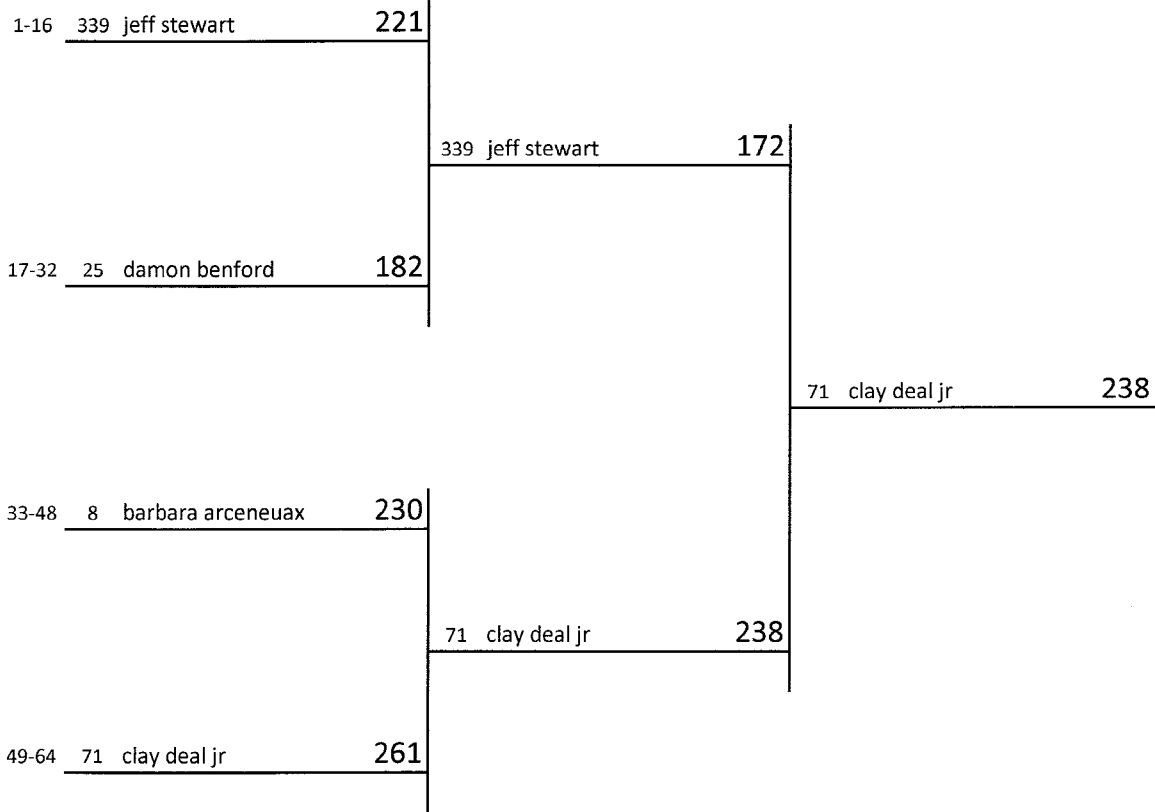 1-16 339 jeff stewart 221
339 jeff stewart 172
17-32 25 damon benford 182
71 clay deal jr 238
33-48 8 barbara arceneuax 230
71 clay deal jr 238
49-64 71 clay deal jr 261